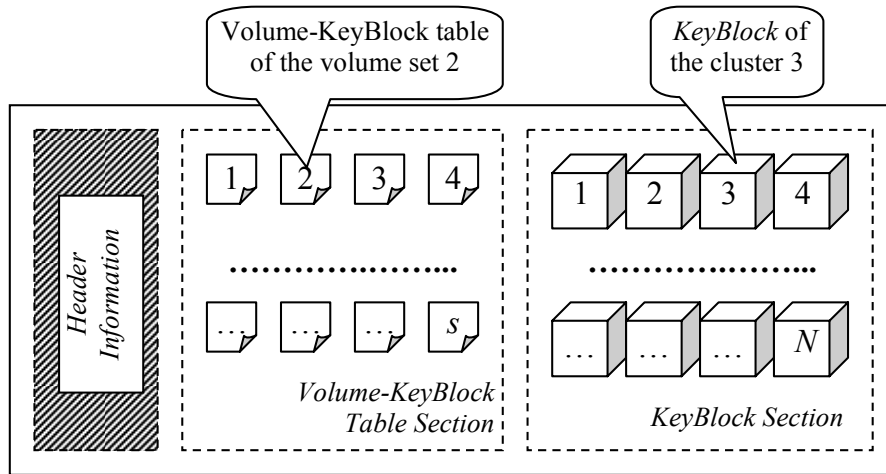 Volume-KeyBlock table
of the volume set 2
KeyBlock of
the cluster 3
Header
Information
1 2 3 4
..........................
… … … s
Volume-KeyBlock
Table Section
1 2 3 4
..........................
… … … N
KeyBlock Section